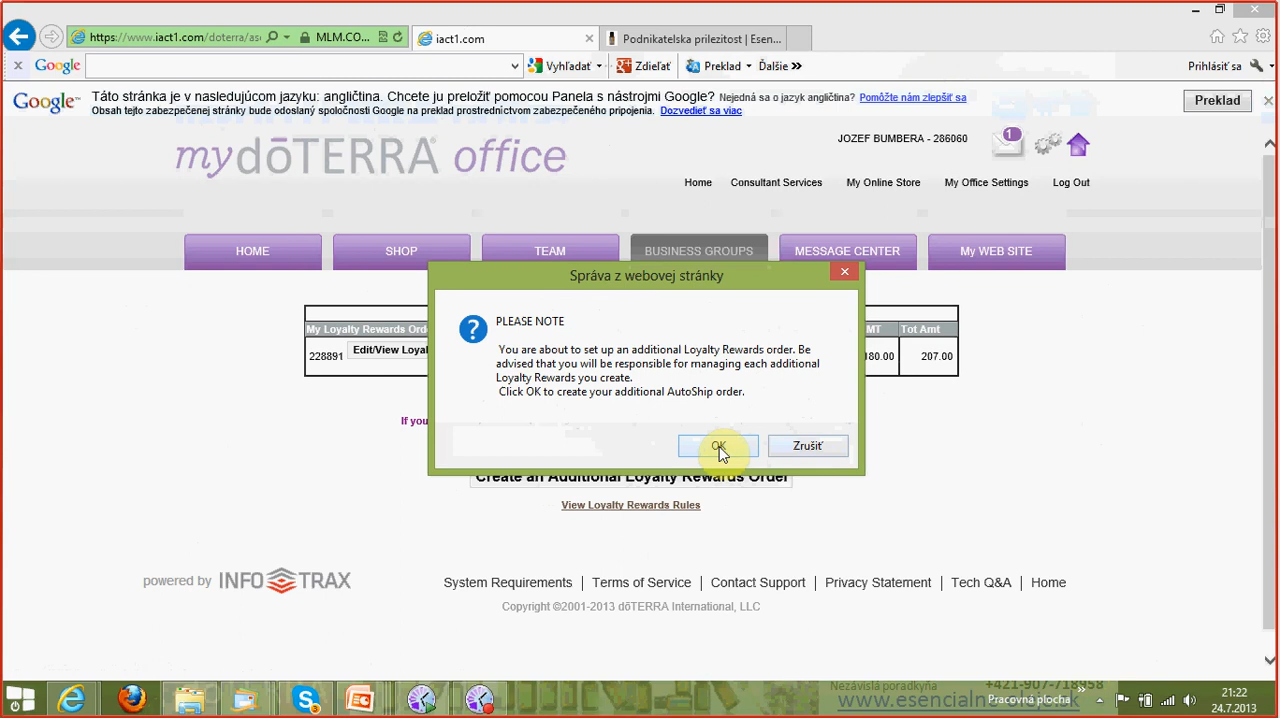 https://www.iact1.com/doterra/as
MLM.CO...
iact1.com
Podnikatelska prilezitost | Esen...
Google
Vyhľadať
Zdieľať
Preklad
Ďalšie »
Prihlásiť sa
Google™
Táto stránka je v nasledujúcom jazyku: angličtina. Chcete ju preložiť pomocou Panela s nástrojmi Google? Nejedná sa o jazyk angličtina? Pomôžte nám zlepšiť sa
Obsah tejto zabezpečenej stránky bude odoslaný spoločnosti Google na preklad prostredníctvom zabezpečeného pripojenia. Dozvedieť sa viac
Preklad
my dōTERRA® office
JOZEF BUMBERA - 286060
1
Home Consultant Services My Online Store My Office Settings Log Out
HOME SHOP TEAM BUSINESS GROUPS MESSAGE CENTER My WEB SITE
Správa z webovej stránky
PLEASE NOTE
You are about to set up an additional Loyalty Rewards order. Be
advised that you will be responsible for managing each additional
Loyalty Rewards you create.
Click OK to create your additional AutoShip order.
OK Zrušiť
My Loyalty Rewards Orde
MT Tot Amt
228891 Edit/View Loyal
180.00 207.00
If you
Create an Additional Loyalty Rewards Order
View Loyalty Rewards Rules
powered by INFOTRAX
System Requirements | Terms of Service | Contact Support | Privacy Statement | Tech Q&A | Home
Copyright ©2001-2013 dōTERRA International, LLC
Nezávislá poradkyňa
+421-907-718958
Pracovná plocha »
21:22
24.7.2013